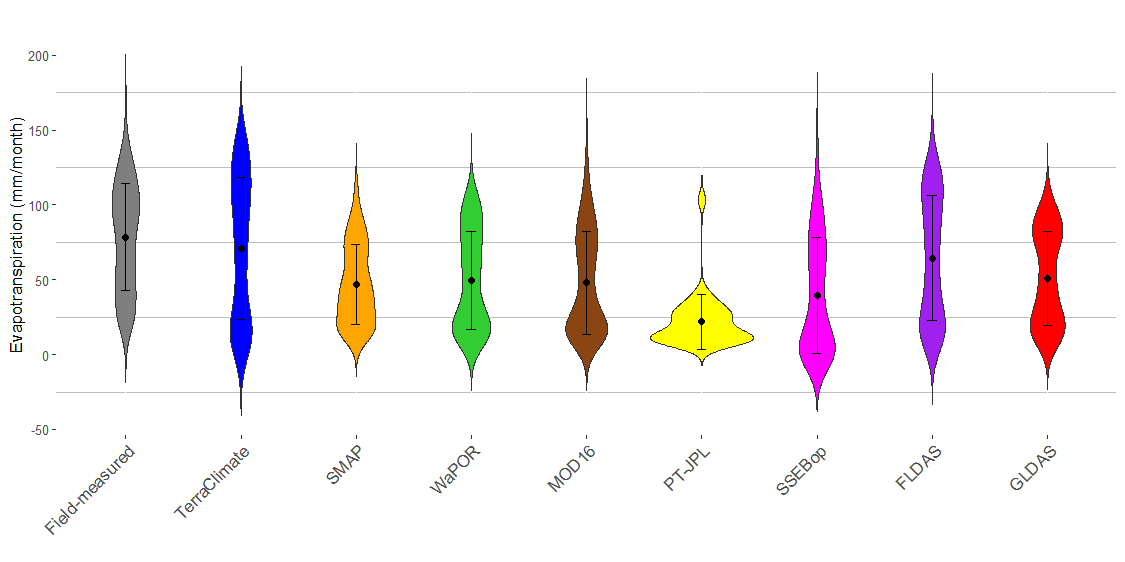 Evapotranspiration (mm/month)
200
150
100
50
0
-50
Field-measured
TerraClimate
SMAP
WaPOR
MOD16
PT-JPL
SSEBop
FLDAS
GLDAS